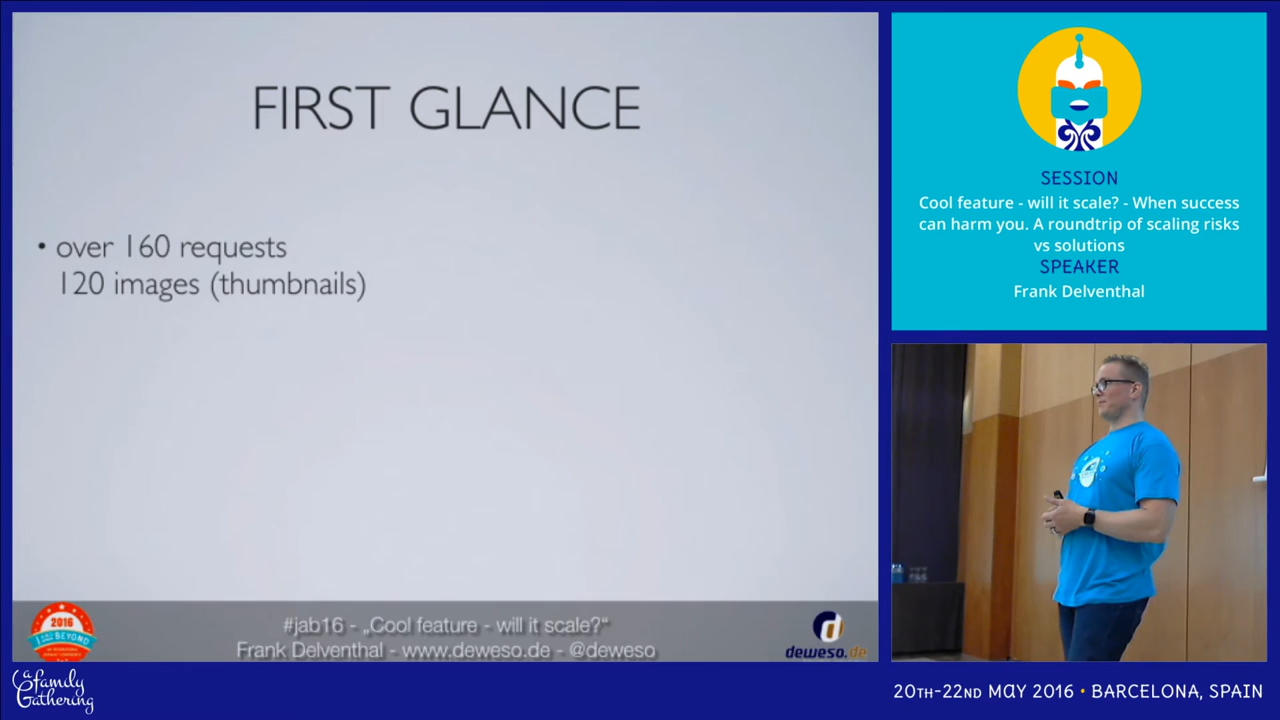 FIRST GLANCE
• over 160 requests
120 images (thumbnails)
#jab16 - „Cool feature - will it scale?“
Frank Delventhal - www.deweso.de - @deweso
2016
BEYOND
d
deweso.de
SESSION
Cool feature - will it scale? - When success
can harm you. A roundtrip of scaling risks
vs solutions
SPEAKER
Frank Delventhal
a family
Gathering
20TH-22ND MAY 2016 • BARCELONA, SPAIN